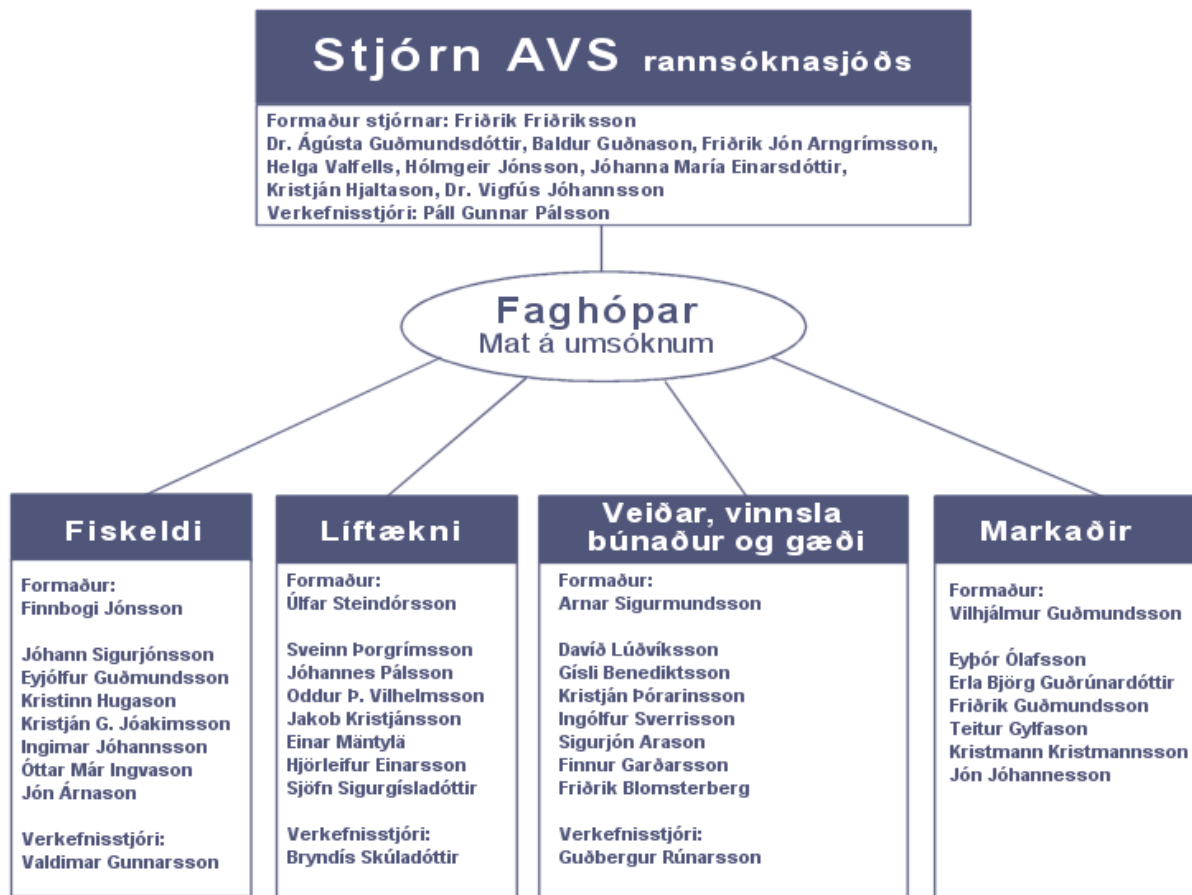 Stjórn AVS rannsóknasjóðs
Formaður stjórnar: Friðrik Friðriksson
Dr. Ágústa Guðmundsdóttir, Baldur Guðnason, Friðrik Jón Arngrímsson,
Helga Valfells, Hólmgeir Jónsson, Jóhanna María Einarsdóttir,
Kristján Hjaltason, Dr. Vigfús Jóhannsson
Verkefnisstjóri: Páll Gunnar Pálsson
Faghópar
Mat á umsóknum
Fiskeldi
Formaður:
Finnbogi Jónsson
Jóhann Sigurjónsson
Eyjólfur Guðmundsson
Kristinn Hugason
Kristján G. Jóakimsson
Ingimar Jóhannsson
Óttar Már Ingvason
Jón Árnason
Verkefnisstjóri:
Valdimar Gunnarsson
Líftækni
Formaður:
Úlfar Steindórsson
Sveinn Þorgrímsson
Jóhannes Pálsson
Oddur Þ. Vilhelmsson
Jakob Kristjánsson
Einar Mäntylä
Hjörleifur Einarsson
Sjöfn Sigurgísladóttir
Verkefnisstjóri:
Bryndís Skúladóttir
Veiðar, vinnsla
búnaður og gæði
Formaður:
Arnar Sigurmundsson
Davíð Lúðvíksson
Gísli Benediktsson
Kristján Þórarinsson
Ingólfur Sverrisson
Sigurjón Arason
Finnur Garðarsson
Friðrik Blomsterberg
Verkefnisstjóri:
Guðbergur Rúnarsson
Markaðir
Formaður:
Vilhjálmur Guðmundsson
Eyþór Ólafsson
Erla Björg Guðrúnardóttir
Friðrik Guðmundsson
Teitur Gylfason
Kristmann Kristmannsson
Jón Jóhannesson